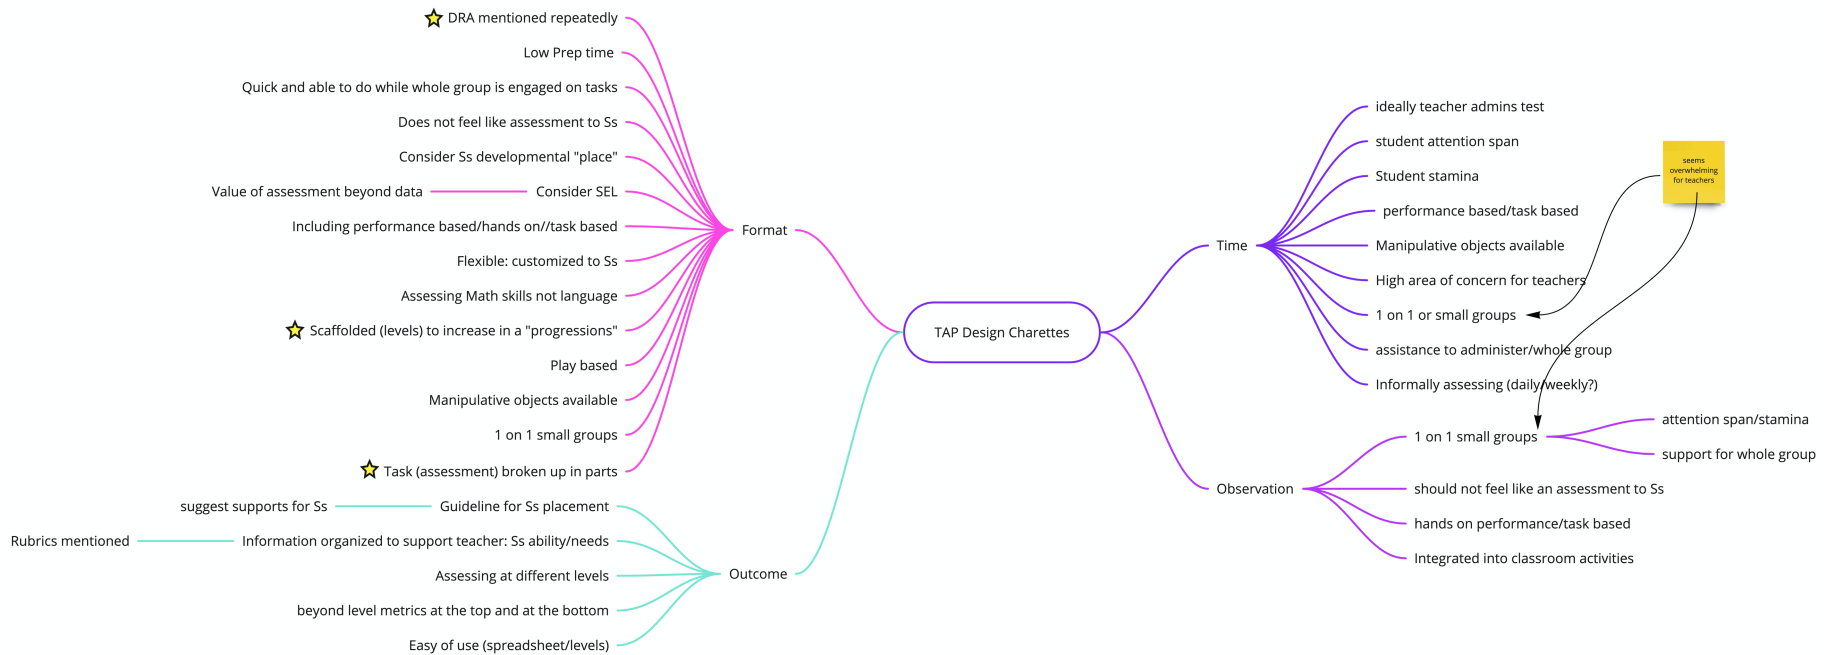 DRA mentioned repeatedly
Low Prep time
Quick and able to do while whole group is engaged on tasks
Does not feel like assessment to Ss
Consider Ss developmental "place"
Value of assessment beyond data
Consider SEL
Including performance based/hands on//task based
Flexible: customized to Ss
Assessing Math skills not language
Scaffolded (levels) to increase in a "progressions"
Play based
Manipulative objects available
1 on 1 small groups
Task (assessment) broken up in parts
Format
suggest supports for Ss
Guideline for Ss placement
Rubrics mentioned
Information organized to support teacher: Ss ability/needs
Assessing at different levels
beyond level metrics at the top and at the bottom
Easy of use (spreadsheet/levels)
Outcome
TAP Design Charettes
Time
ideally teacher admins test
student attention span
Student stamina
performance based/task based
Manipulative objects available
High area of concern for teachers
1 on 1 or small groups
assistance to administer/whole group
Informally assessing (daily/weekly?)
seems
overwhelming
for teachers
Observation
1 on 1 small groups
attention span/stamina
support for whole group
should not feel like an assessment to Ss
hands on performance/task based
Integrated into classroom activities